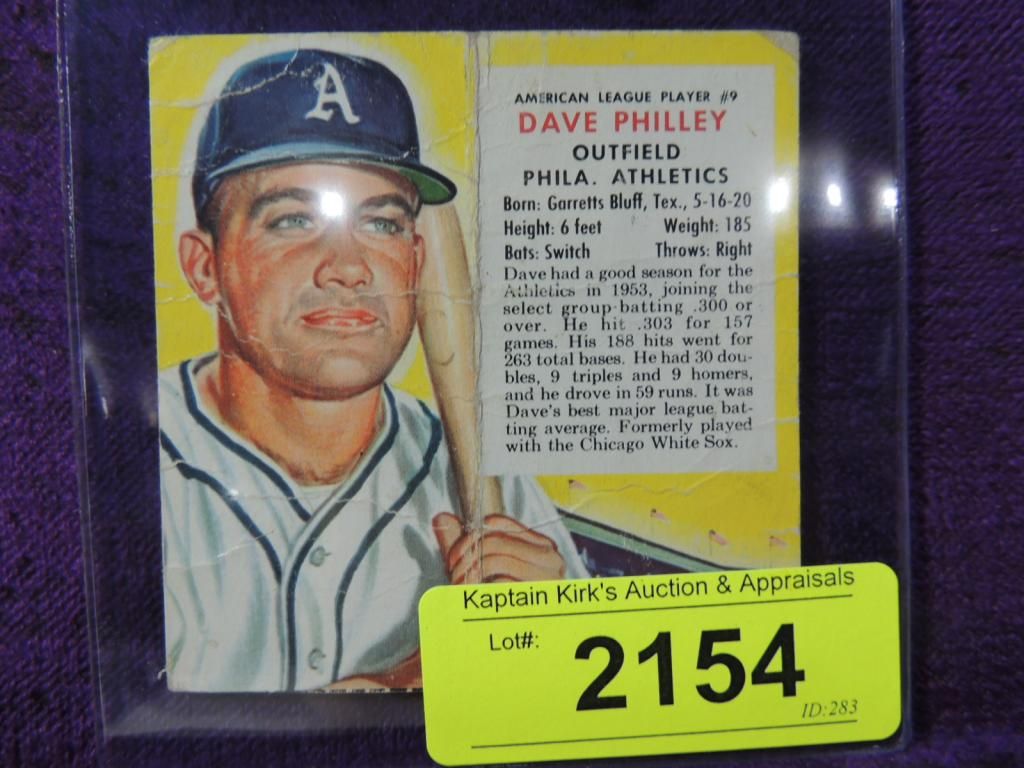 A
AMERICAN LEAGUE PLAYER #9
DAVE PHILLEY
OUTFIELD
PHILA. ATHLETICS
Born: Garretts Bluff, Tex., 5-16-20
Height: 6 feet Weight: 185
Bats: Switch Throws: Right
Dave had a good season for the
Athletics in 1953, joining the
select group batting .300 or
over. He hit .303 for 157
games. His 188 hits went for
263 total bases. He had 30 dou-
bles, 9 triples and 9 homers,
and he drove in 59 runs. It was
Dave's best major league bat-
ting average. Formerly played
with the Chicago White Sox.
Kaptain Kirk's Auction & Appraisals
Lot#: 2154
ID:283